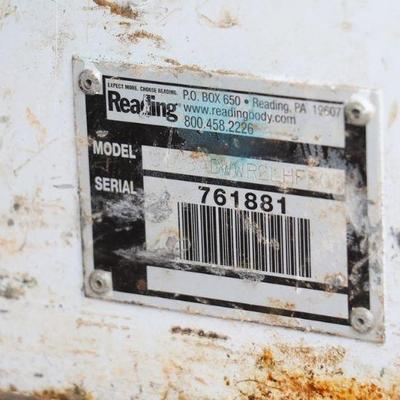 EXPECT MORE. CHOOSE READING.
Reading P.O. BOX 650 • Reading, PA 19607
www.readingbody.com
800 458.2226
MODEL
SERIAL 761881